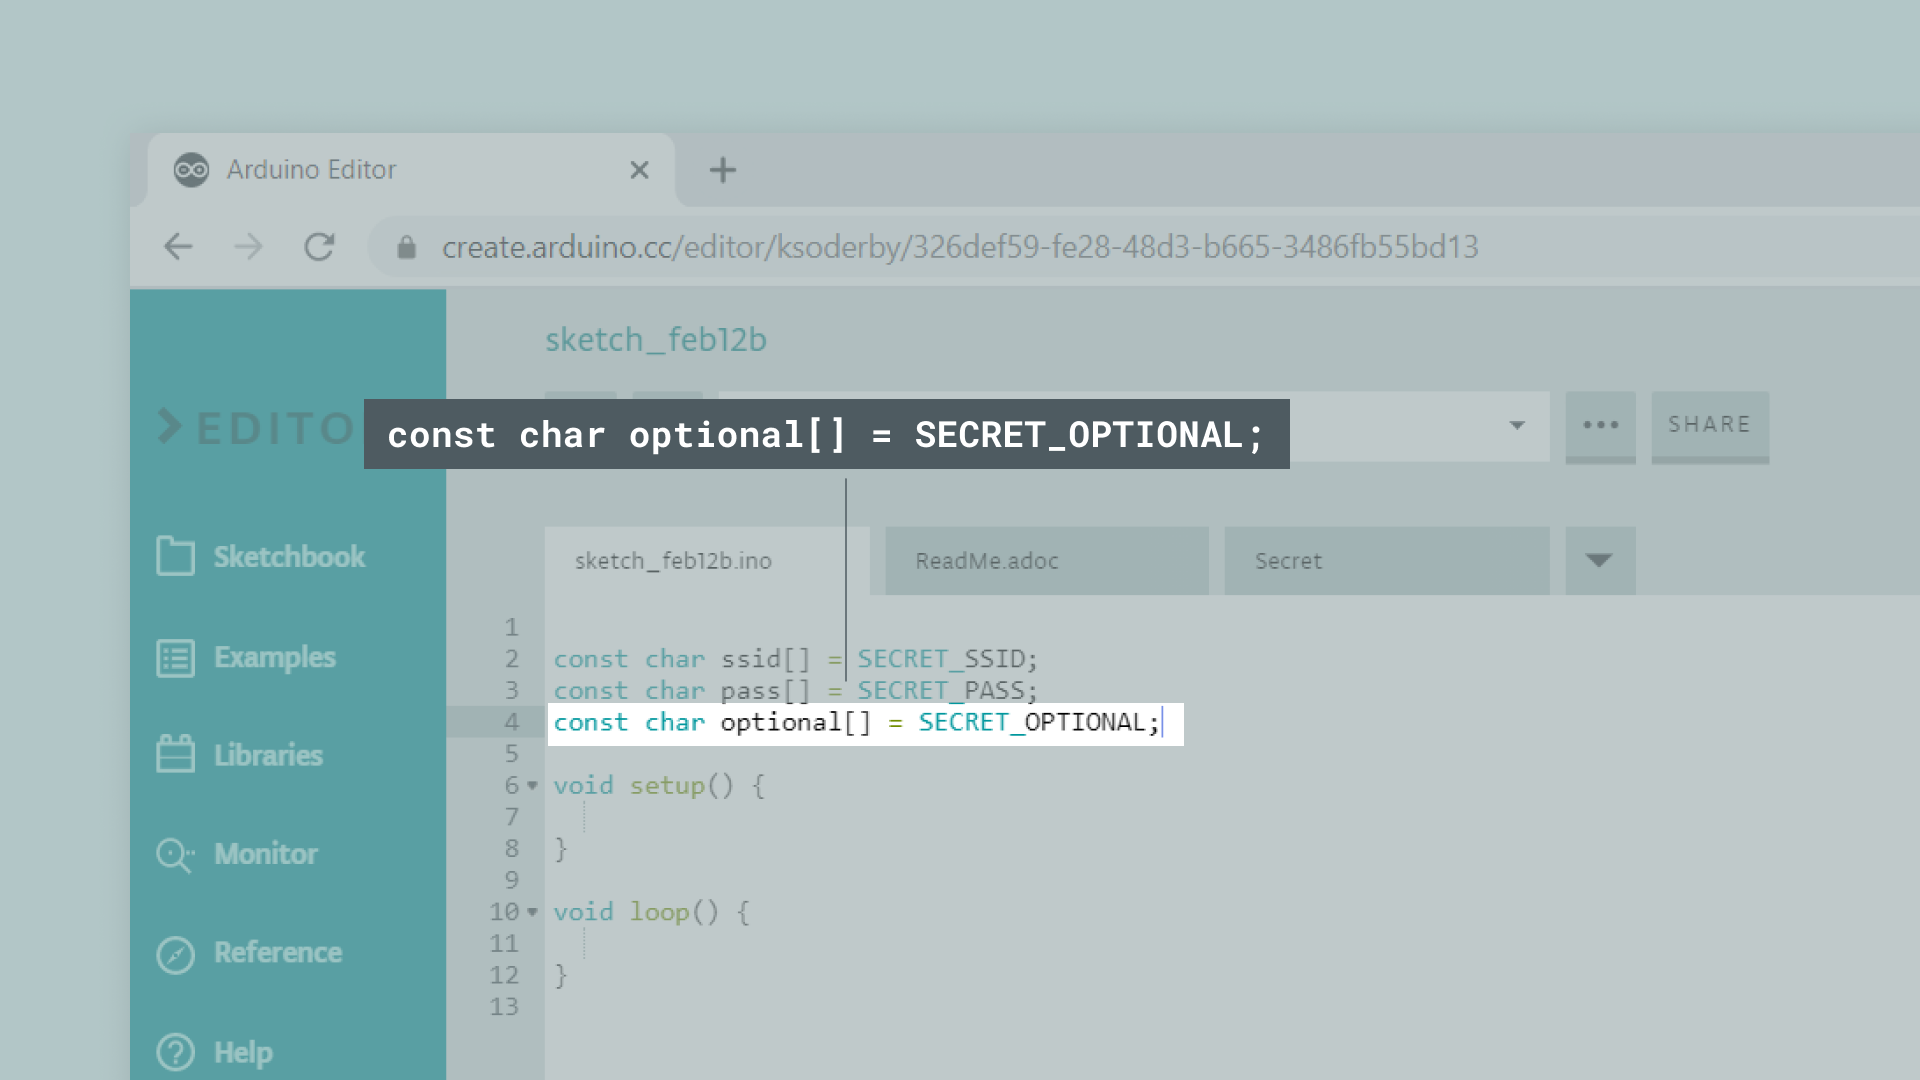 Arduino Editor
create.arduino.cc/editor/ksoderby/326def59-fe28-48d3-b665-3486fb55bd13
sketch_feb12b
EDITO
const char optional[] = SECRET_OPTIONAL;
SHARE
Sketchbook
Examples
Libraries
Monitor
Reference
Help
sketch_feb12b.ino
ReadMe.adoc
Secret
1
2 const char ssid[] = SECRET_SSID;
3 const char pass[] = SECRET_PASS;
4 const char optional[] = SECRET_OPTIONAL;
5
6 void setup() {
7
8 }
9
10 void loop() {
11
12 }
13